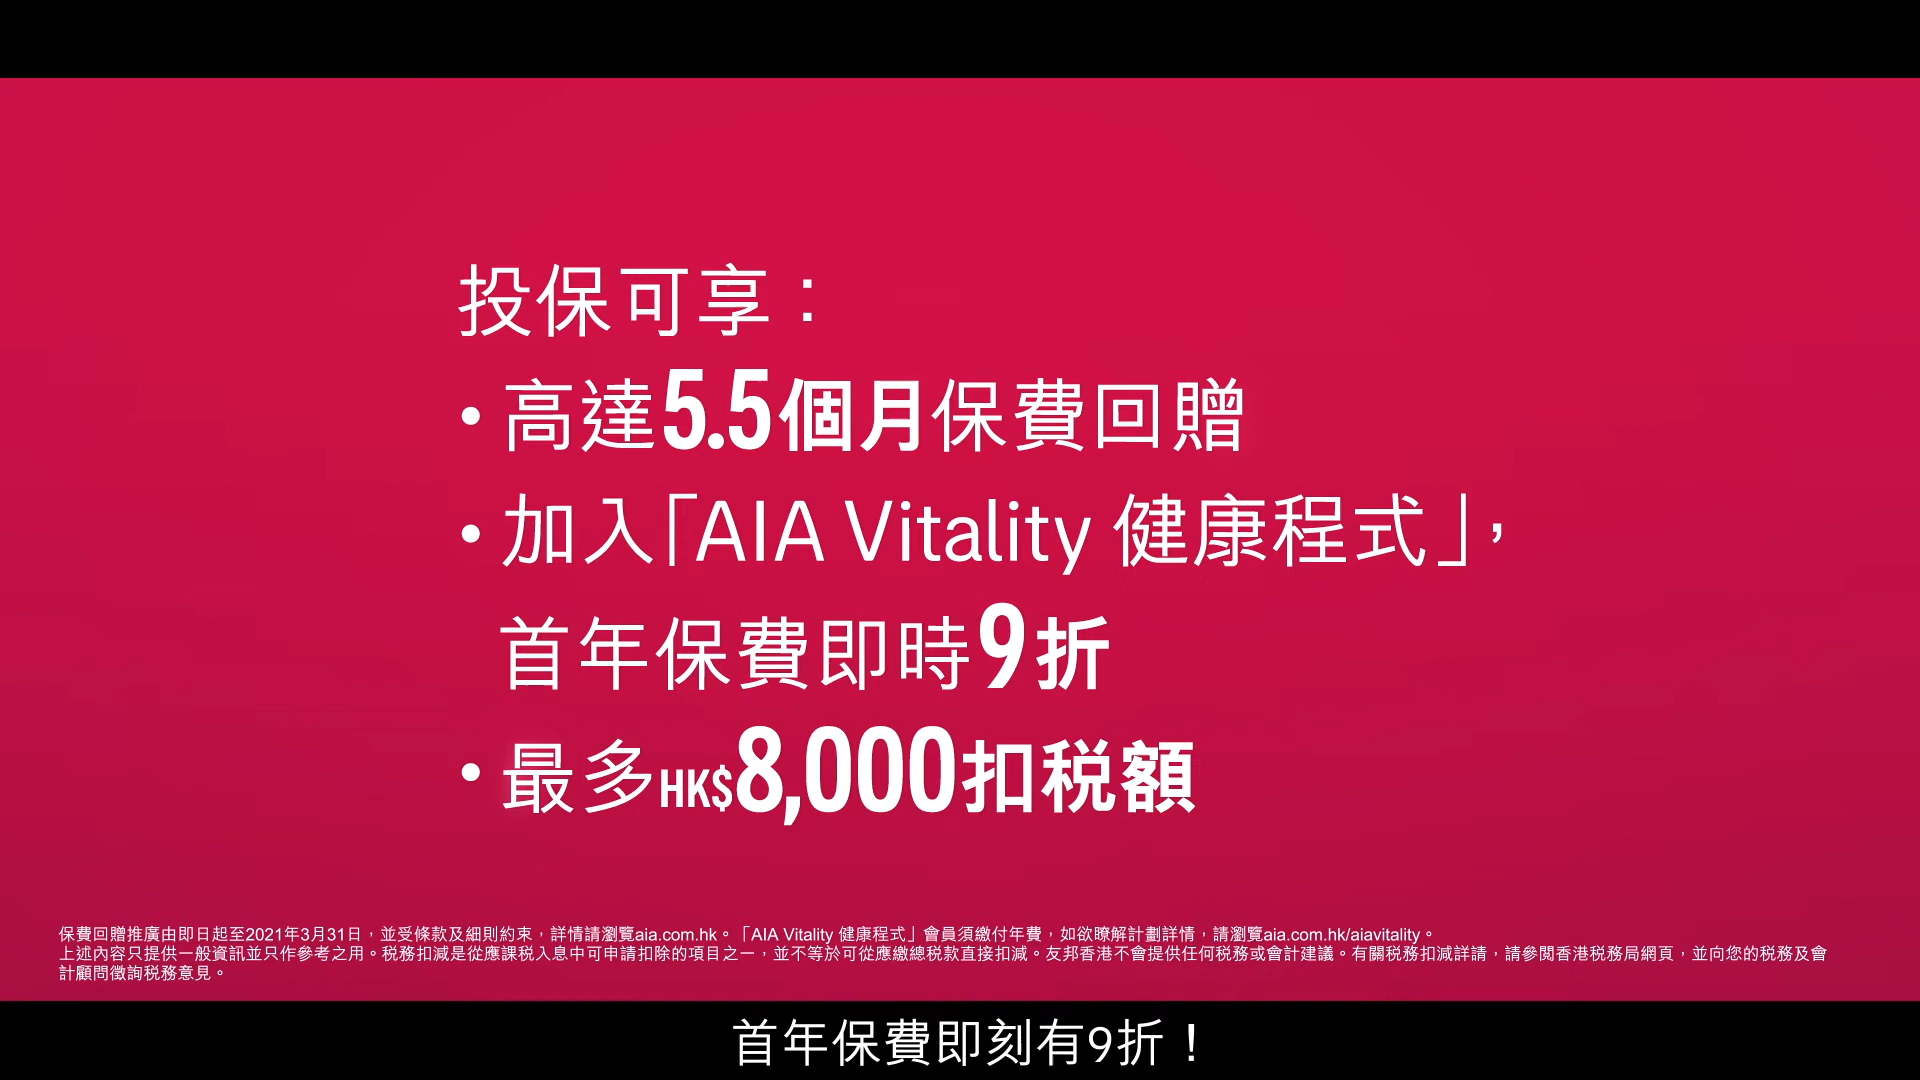 投保可享：
•高達5.5個月保費回贈
•加入「AIA Vitality 健康程式」，
首年保費即時9折
•最多HK$8,000扣税額
保費回贈推廣由即日起至2021年3月31日，並受條款及細則約束，詳情請瀏覽aia.com.hk。「AIA Vitality 健康程式」會員須繳付年費，如欲瞭解計劃詳情，請瀏覽aia.com.hk/aiavitality。
上述內容只提供一般資訊並只作參考之用。税務扣減是從應課税入息中可申請扣除的項目之一，並不等於可從應繳總税款直接扣減。友邦香港不會提供任何税務或會計建議。有關税務扣減詳請，請參閲香港税務局網頁，並向您的税務及會
計顧問徵詢税務意見。
首年保費即刻有9折！